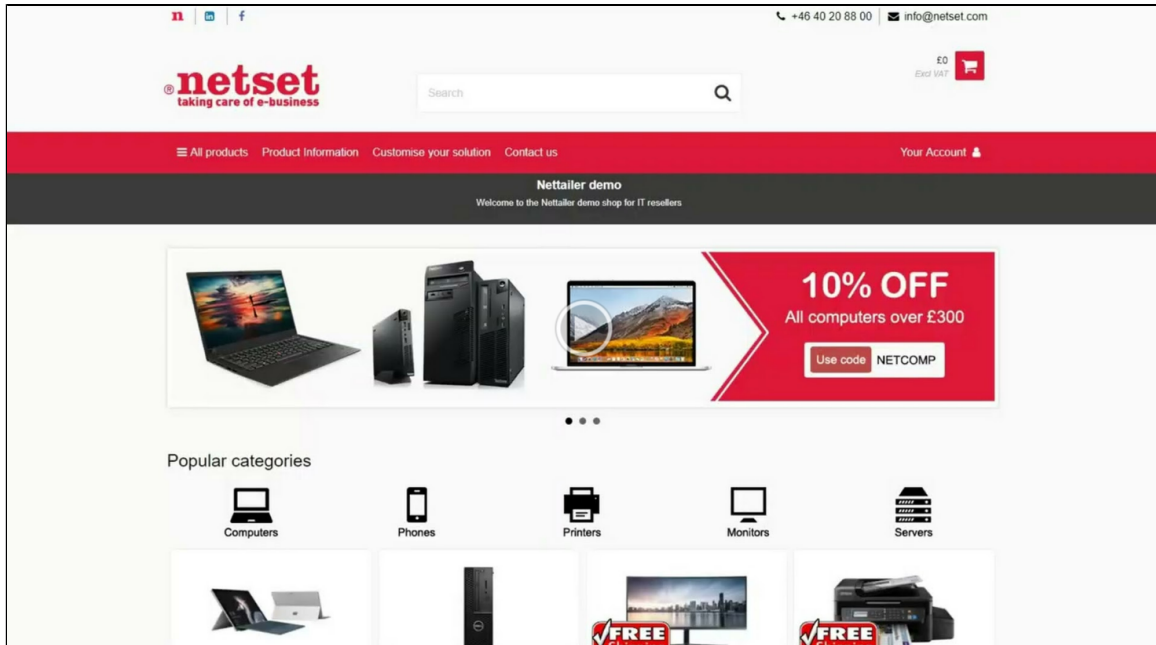 n in f
+46 40 20 88 00 info@netset.com
£0
Excl VAT
® netset
taking care of e-business
Search
All products Product Information Customise your solution Contact us Your Account
Nettailer demo
Welcome to the Nettailer demo shop for IT resellers
10% OFF
All computers over £300
Use code NETCOMP
Popular categories
Computers Phones Printers Monitors Servers
FREE FREE